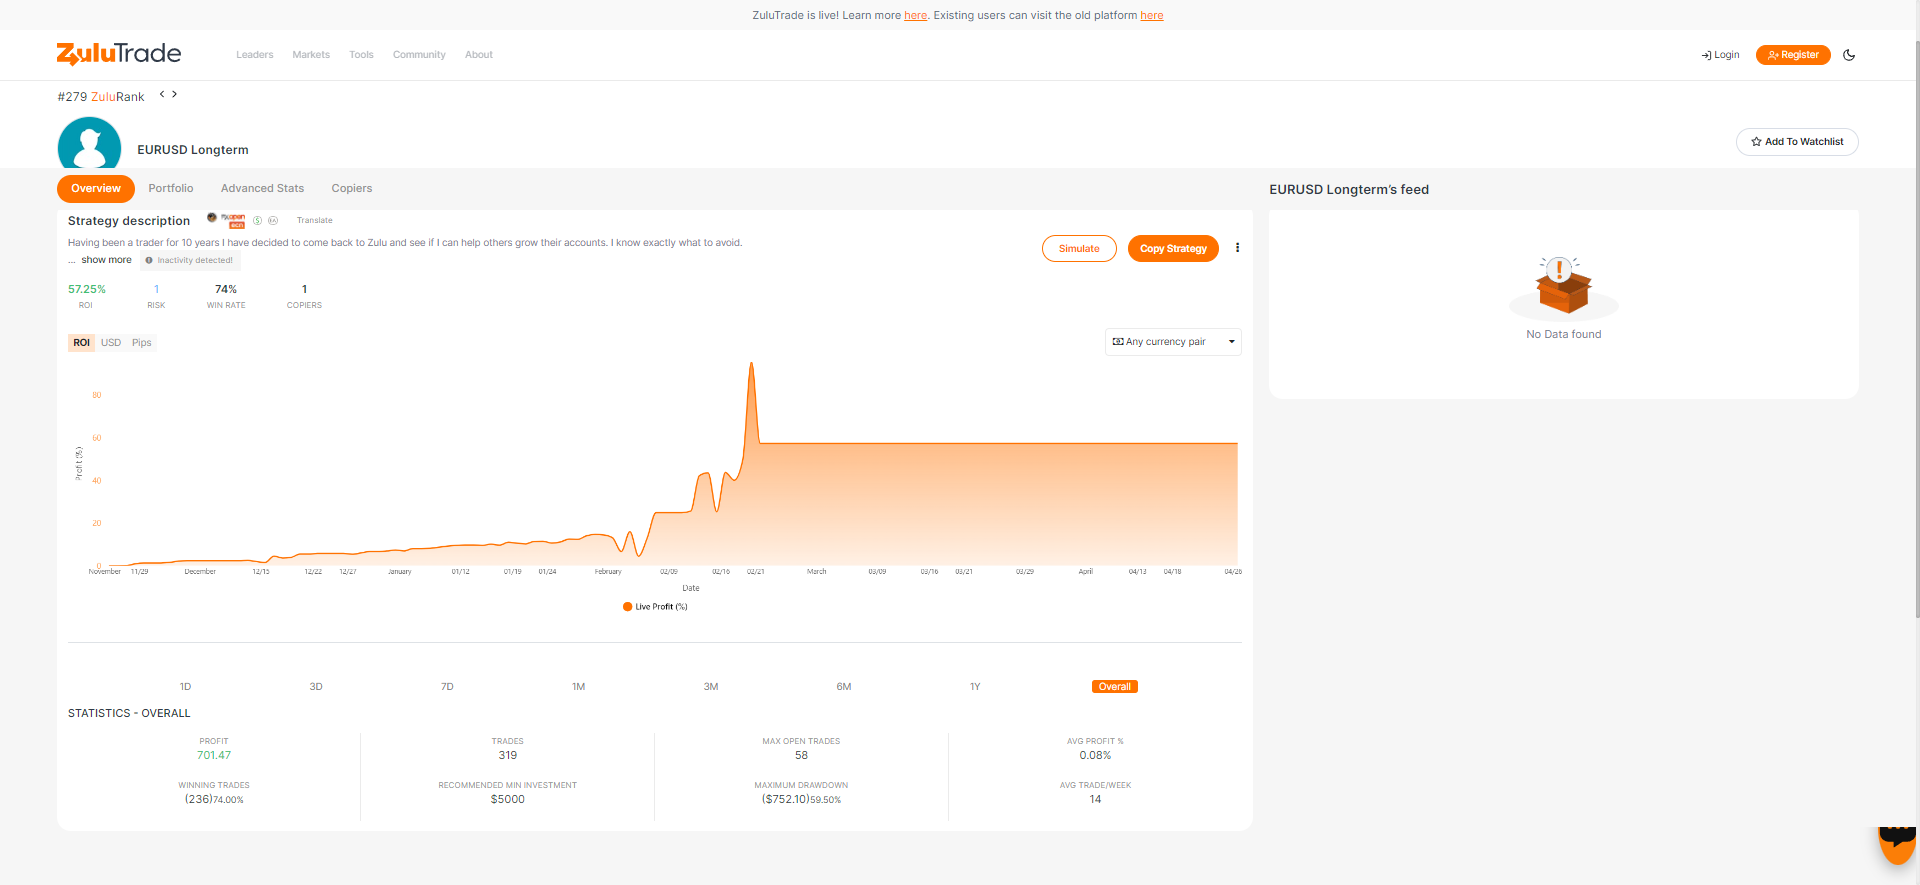 ZuluTrade is live! Learn more here. Existing users can visit the old platform here
ZuluTrade
Leaders Markets Tools Community About
Login Register
#279 ZuluRank
EURUSD Longterm
Add To Watchlist
Overview Portfolio Advanced Stats Copiers
EURUSD Longterm's feed
Strategy description Translate
Having been a trader for 10 years I have decided to come back to Zulu and see if I can help others grow their accounts. I know exactly what to avoid.
... show more Inactivity detected!
Simulate Copy Strategy
57.25% 1 74% 1
ROI RISK WIN RATE COPIERS
No Data found
ROI USD Pips
Any currency pair
80
60
40
20
0
Profit (%)
November 11/29 December 12/15 12/22 12/27 January 01/12 01/19 01/24 February 02/09 02/16 02/21 March 03/09 03/16 03/21 03/29 April 04/13 04/18 04/26
Date
Live Profit (%)
1D 3D 7D 1M 3M 6M 1Y Overall
STATISTICS - OVERALL
PROFIT TRADES MAX OPEN TRADES AVG PROFIT %
701.47 319 58 0.08%
WINNING TRADES RECOMMENDED MIN INVESTMENT MAXIMUM DRAWDOWN AVG TRADE/WEEK
(236)74.00% $5000 ($752.10)59.50% 14